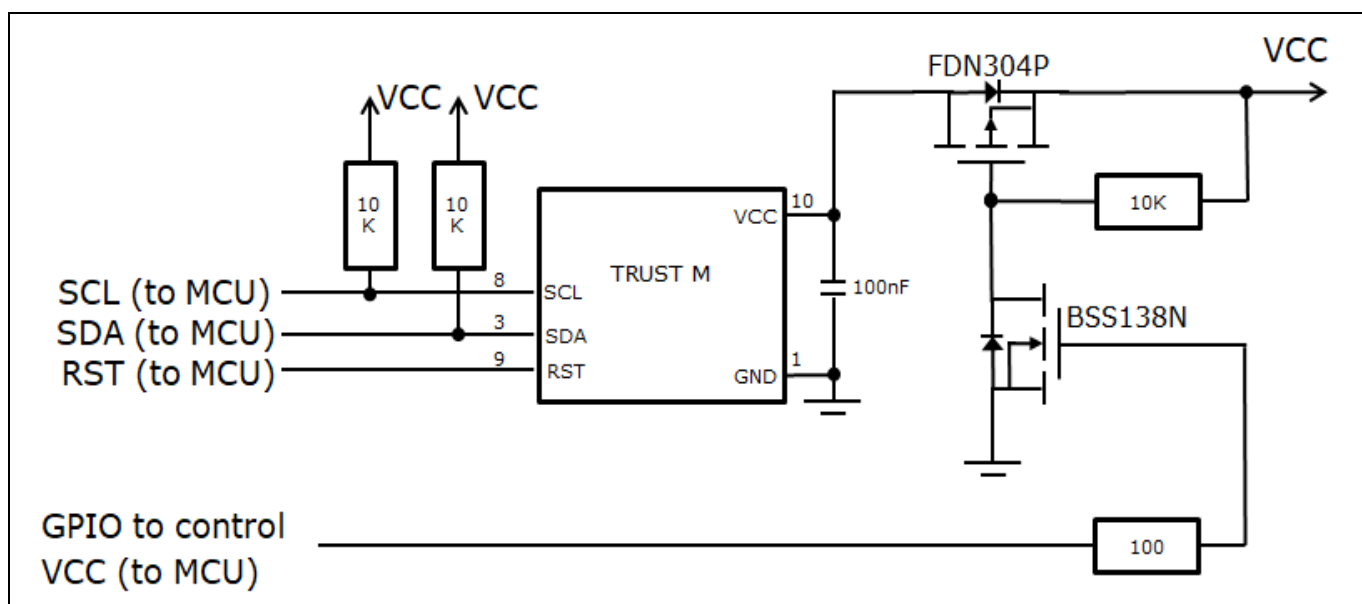 VCC
FDN304P
VCC VCC
10
K
10
K
10
VCC
10K
TRUST M
SCL (to MCU)
8
SCL
100nF
BSS138N
SDA (to MCU)
3
SDA
RST (to MCU)
9
RST
1
GND
GPIO to control
VCC (to MCU)
100